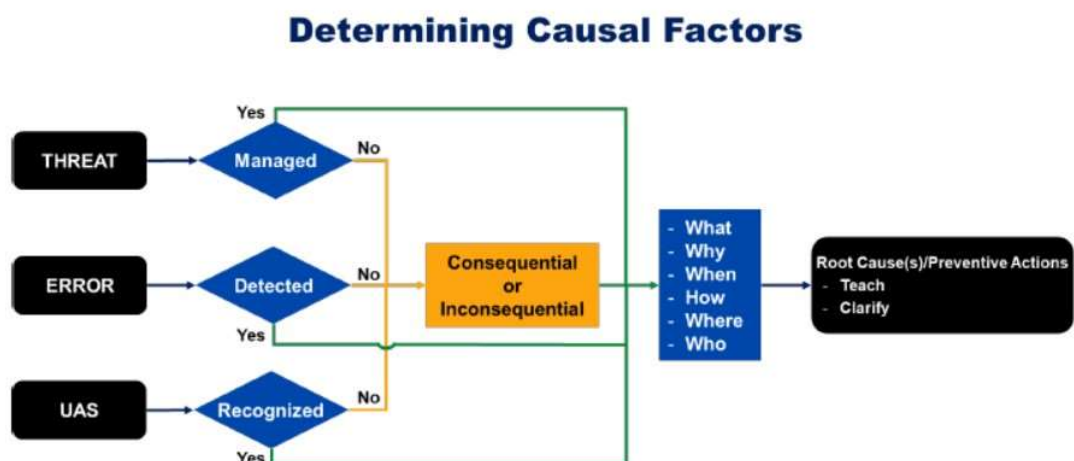 Determining Causal Factors
Yes
THREAT
Managed
No
ERROR
Detected
No
Yes
UAS
Recognized
No
Yes
Consequential
or
Inconsequential
- What
- Why
- When
- How
- Where
- Who
Root Cause(s)/Preventive Actions
- Teach
- Clarify